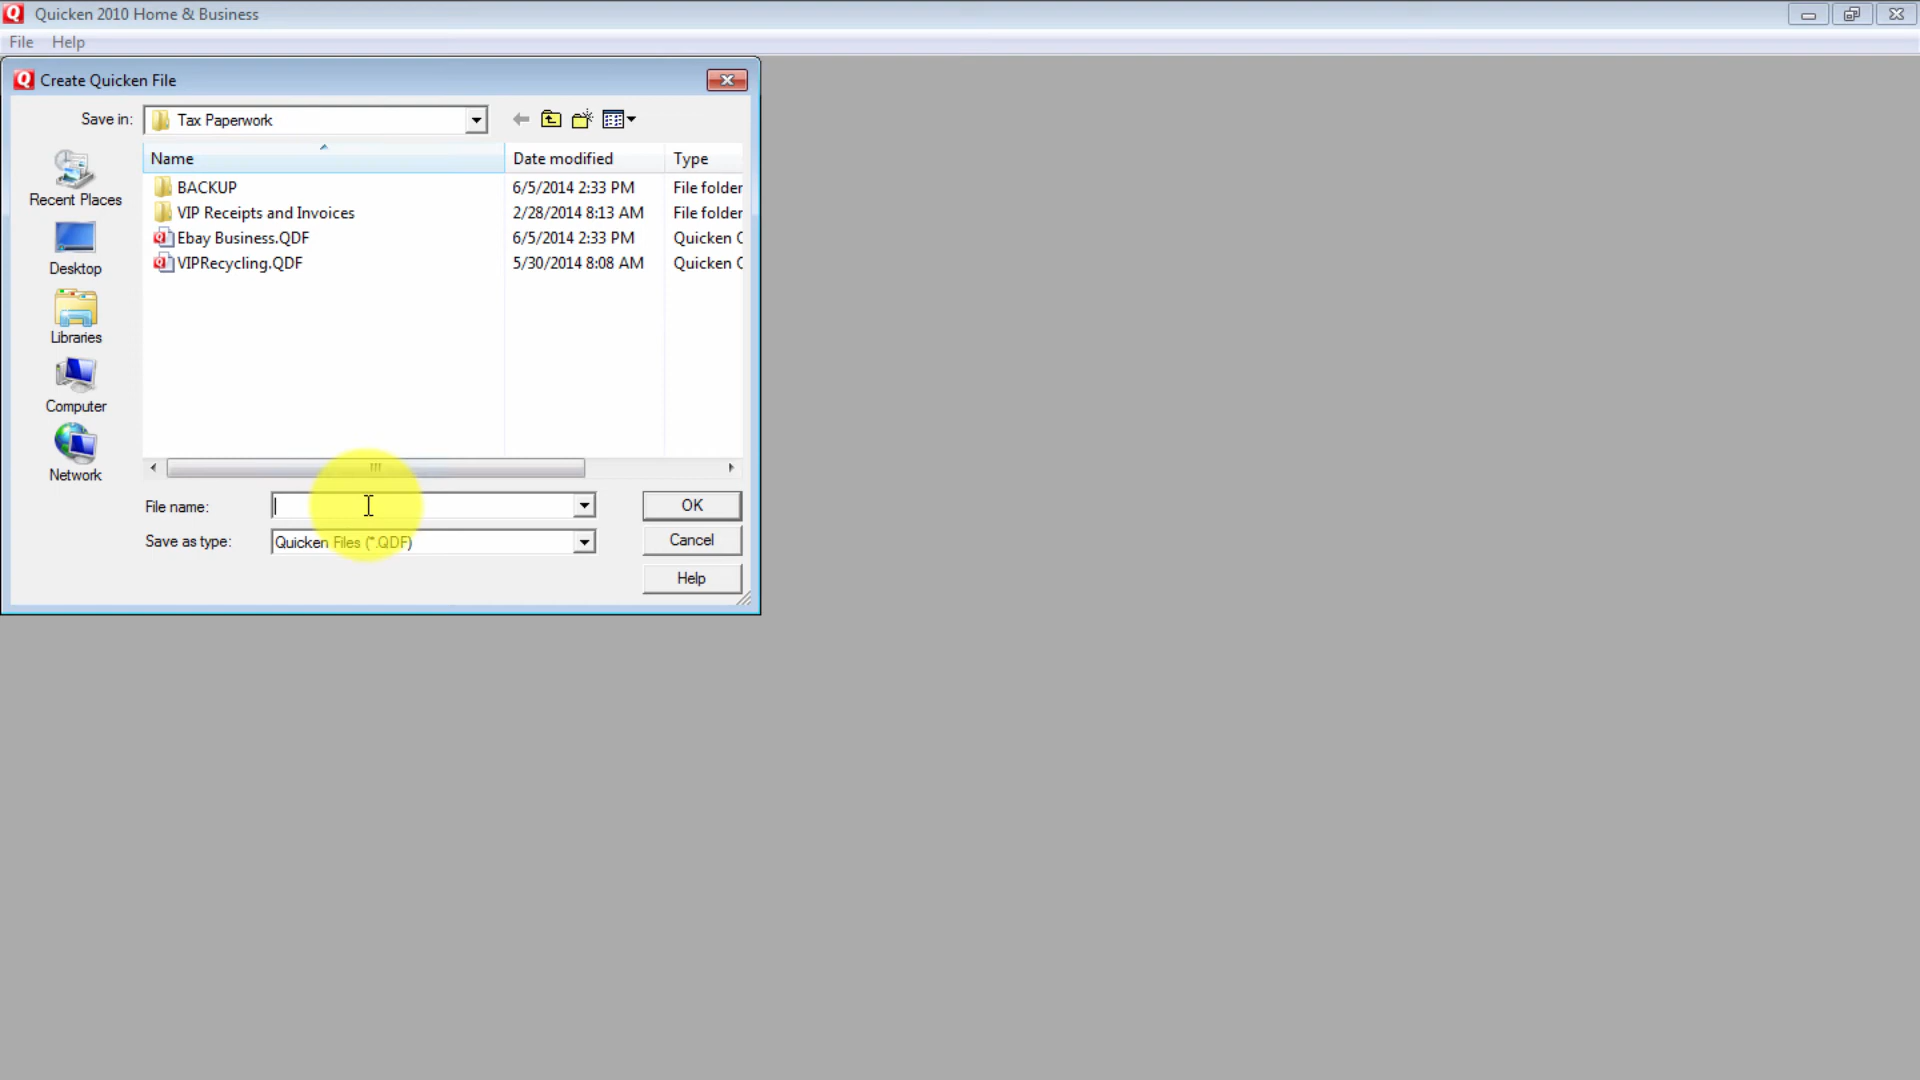 Quicken 2010 Home & Business
File Help
Create Quicken File
Save in: Tax Paperwork
Name Date modified Type
BACKUP 6/5/2014 2:33 PM File folder
VIP Receipts and Invoices 2/28/2014 8:13 AM File folder
Ebay Business.QDF 6/5/2014 2:33 PM Quicken
VIPRecycling.QDF 5/30/2014 8:08 AM Quicken
Recent Places
Desktop
Libraries
Computer
Network
File name: OK
Save as type: Quicken Files (*.QDF) Cancel
Help